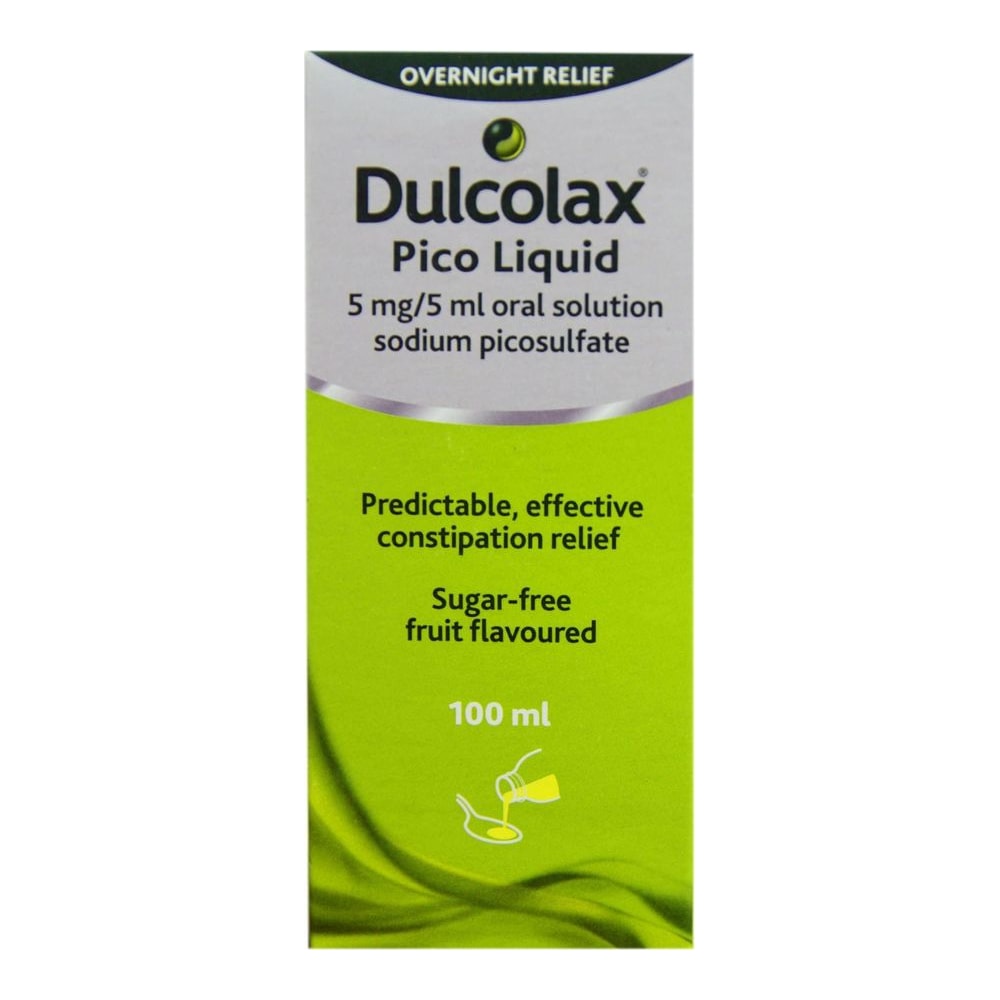 OVERNIGHT RELIEF
Dulcolax®
Pico Liquid
5 mg/5 ml oral solution
sodium picosulfate
Predictable, effective
constipation relief
Sugar-free
fruit flavoured
100 ml